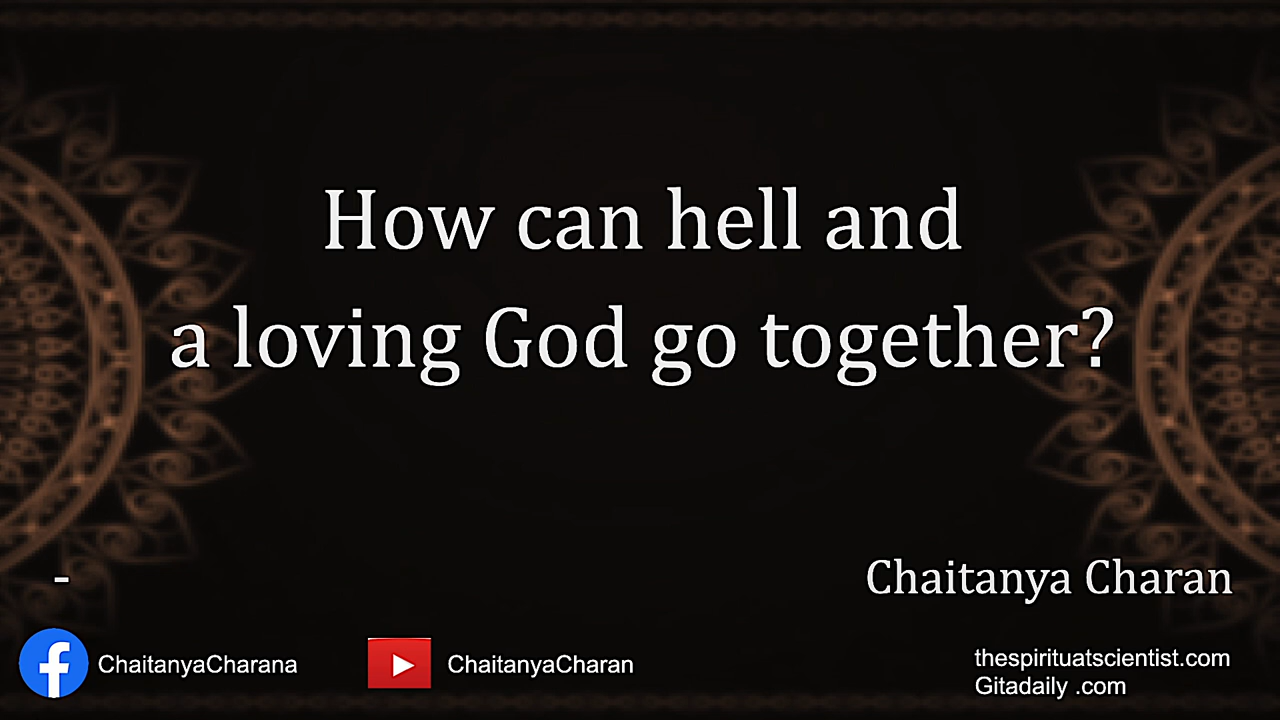 How can hell and
a loving God go together?
-
Chaitanya Charan
ChaitanyaCharana
ChaitanyaCharan
thespirituatscientist.com
Gitadaily .com